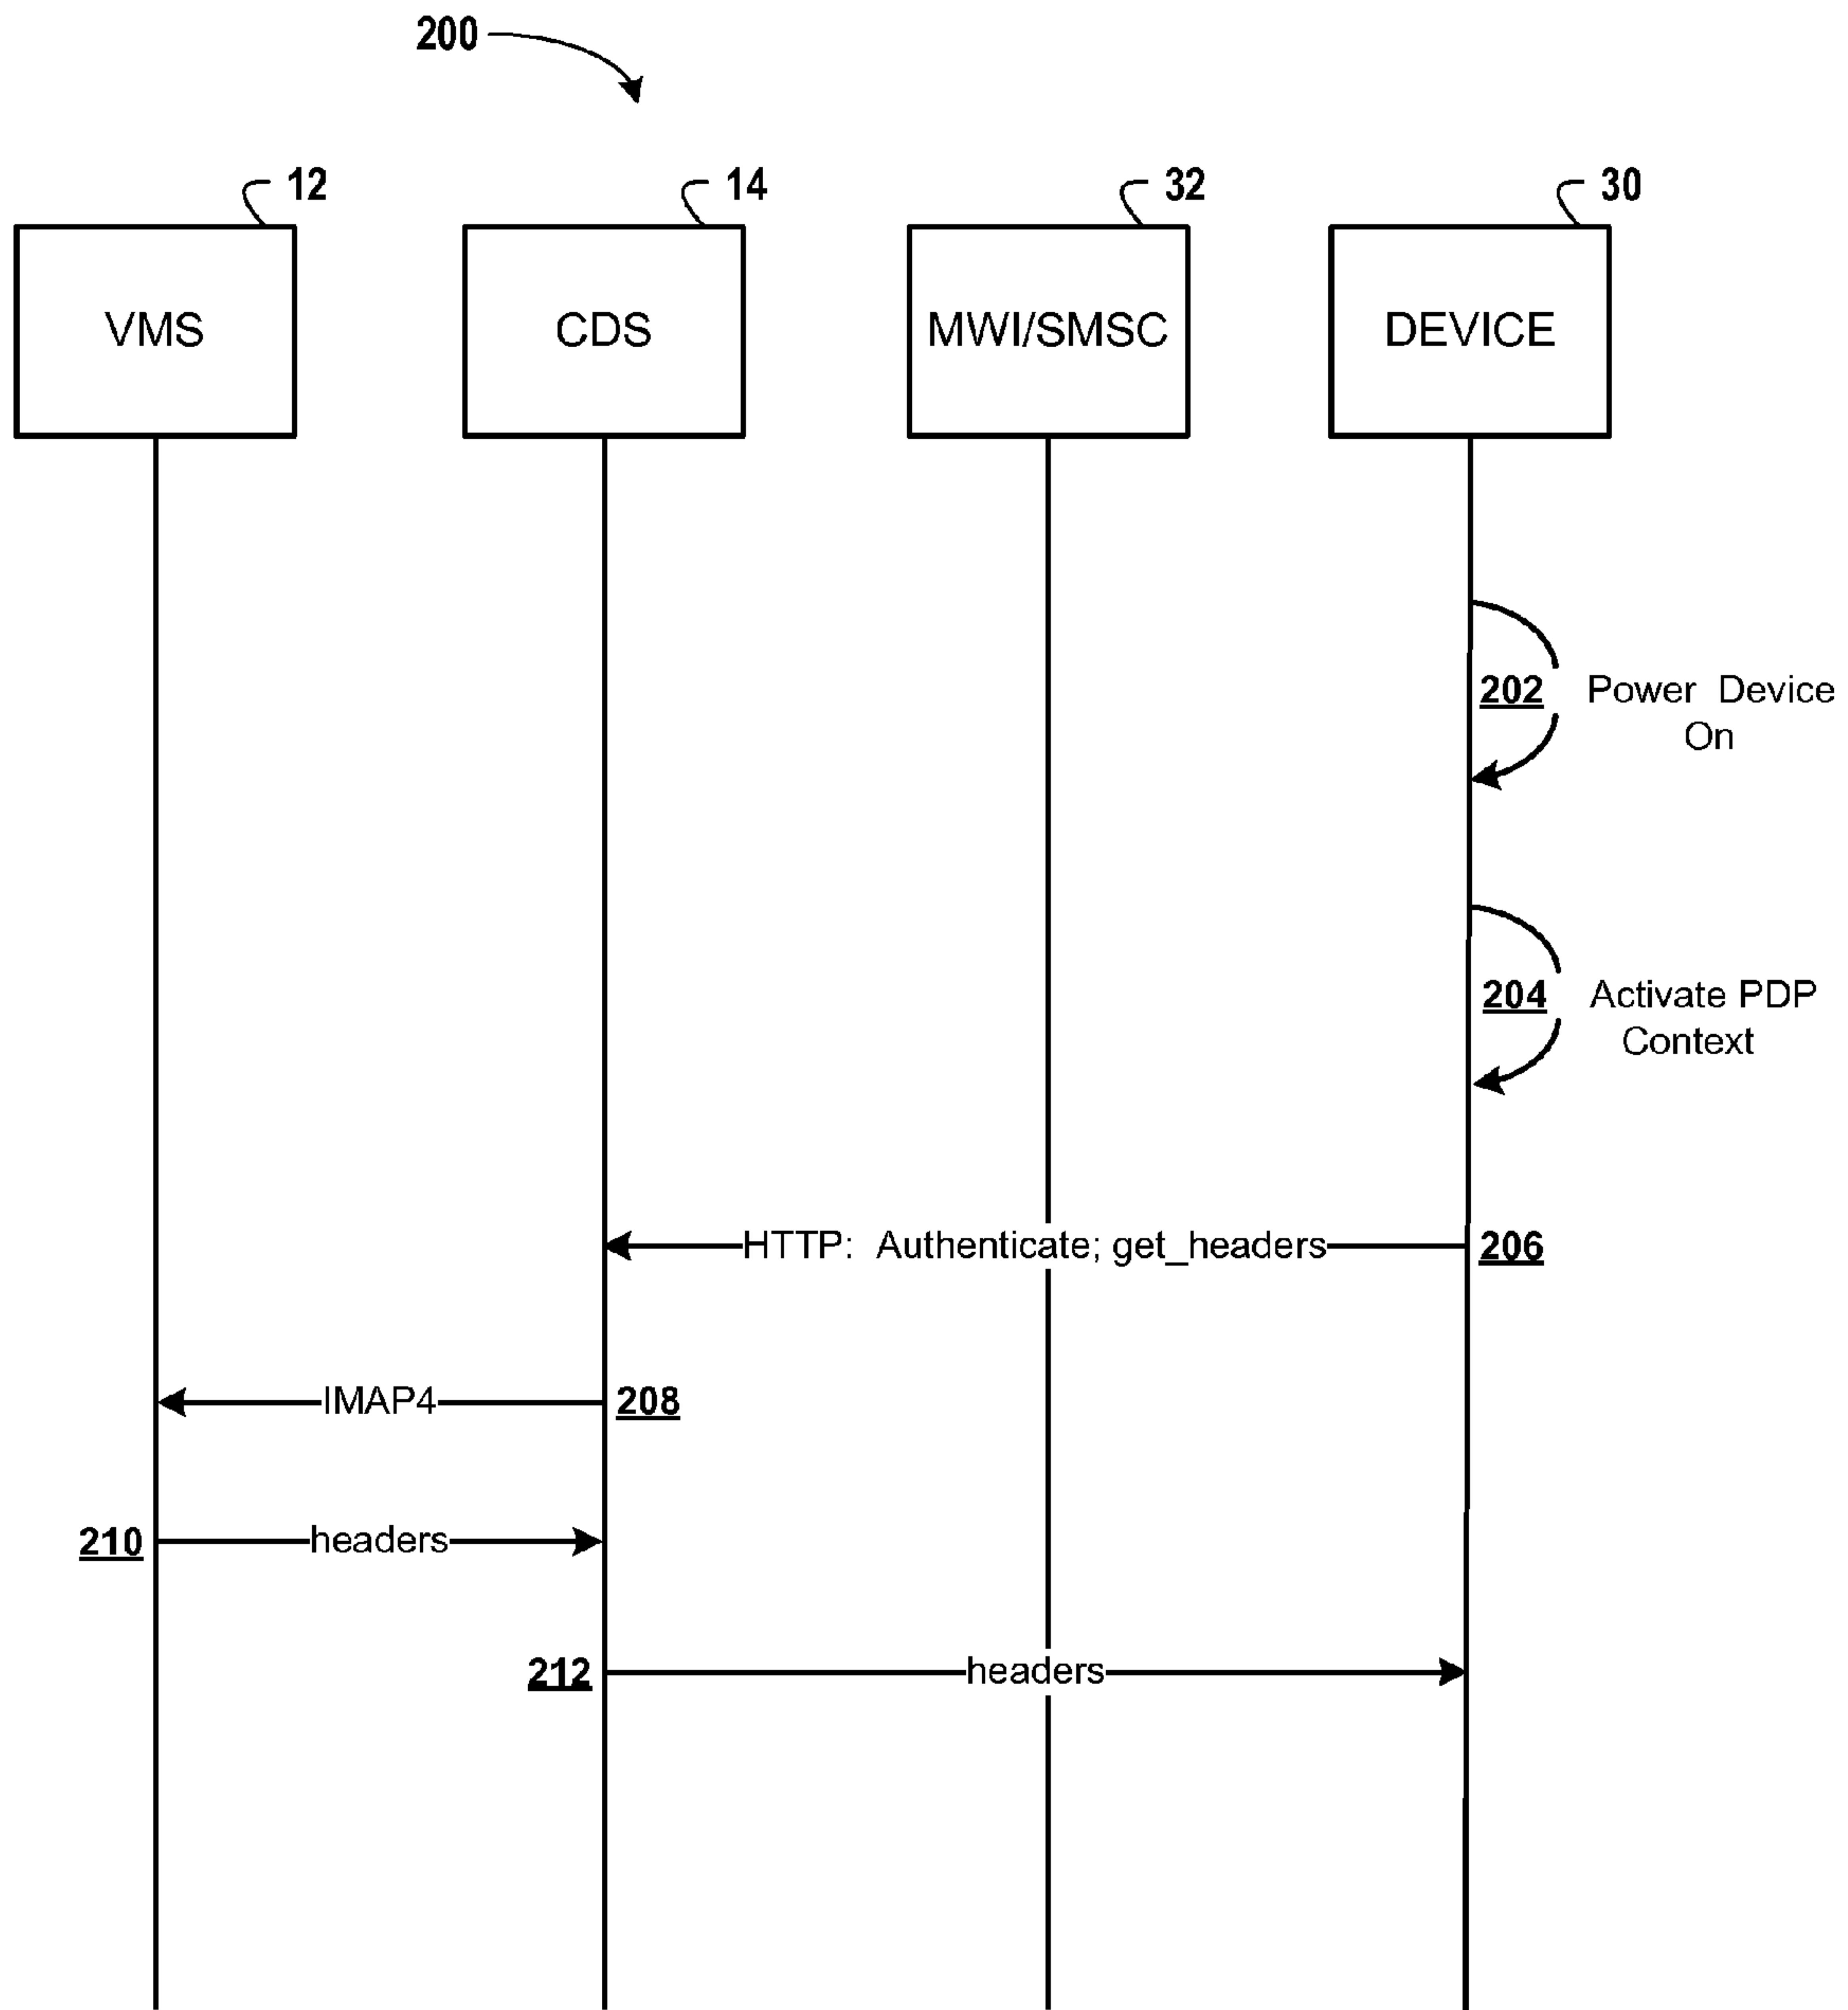 200
12
14
32
30
VMS
CDS
MWI/SMSC
DEVICE
202 Power Device
On
204 Activate PDP
Context
HTTP: Authenticate; get_headers 206
IMAP4 208
210 headers
212 headers